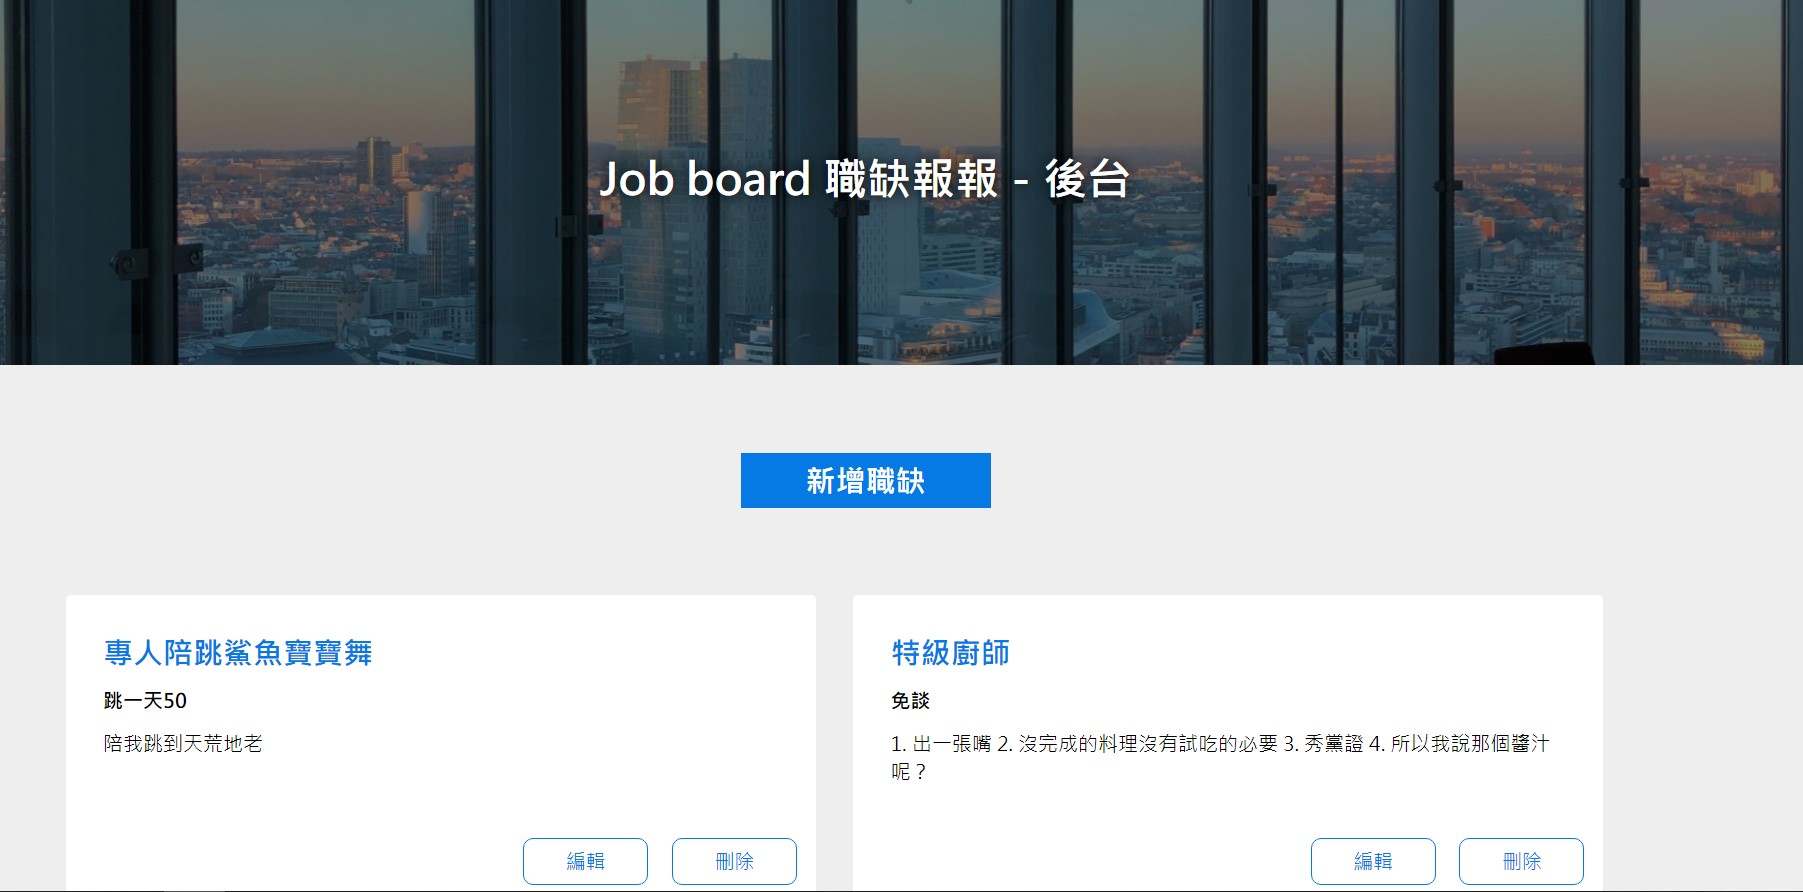 Job board 職缺報報 - 後台
新增職缺
專人陪跳鯊魚寶寶舞
跳一天50
陪我跳到天荒地老
編輯
刪除
特級廚師
免談
1. 出一張嘴 2. 沒完成的料理沒有試吃的必要 3. 秀黨證 4. 所以我說那個醬汁
呢？
編輯
刪除